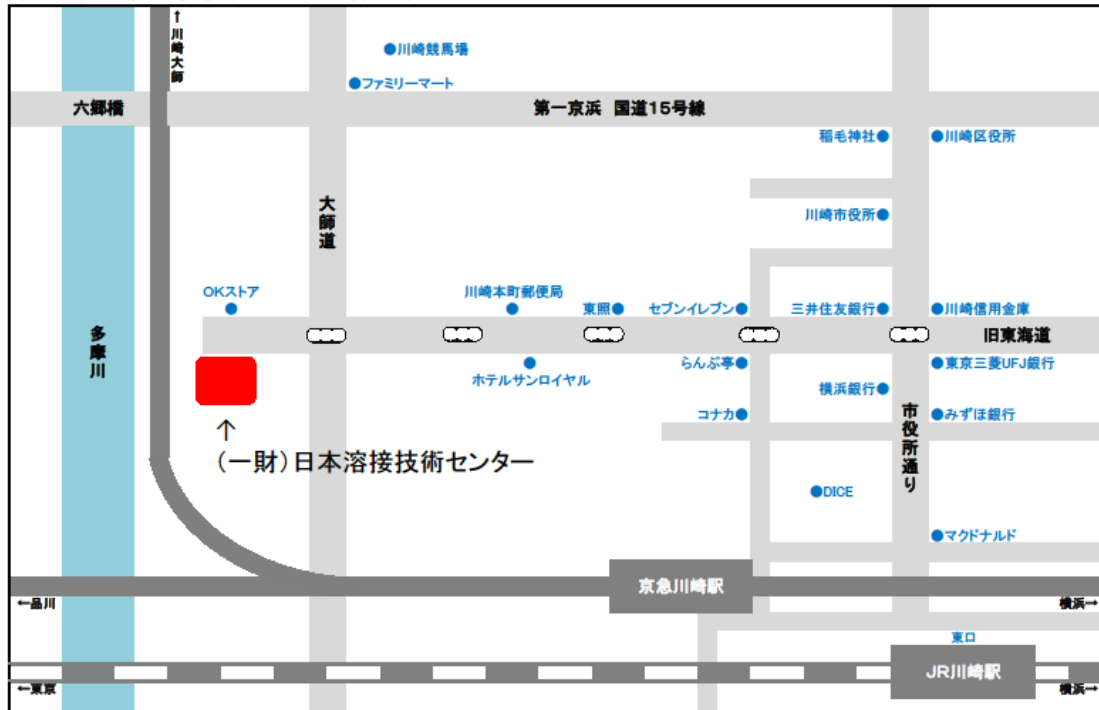 ↑川崎大師
●川崎競馬場
●ファミリーマート
六郷橋
第一京浜 国道15号線
稲毛神社●
●川崎区役所
大師道
川崎市役所●
OKストア
川崎本町郵便局
東照●
セブンイレブン●
三井住友銀行●
●川崎信用金庫
多摩川
旧東海道
ホテルサンロイヤル
らんぷ亭●
●東京三菱UFJ銀行
横浜銀行●
コナカ●
●みずほ銀行
市役所通り
↑
(一財)日本溶接技術センター
●DICE
●マクドナルド
京急川崎駅
←品川
横浜→
東口
JR川崎駅
←東京
横浜→